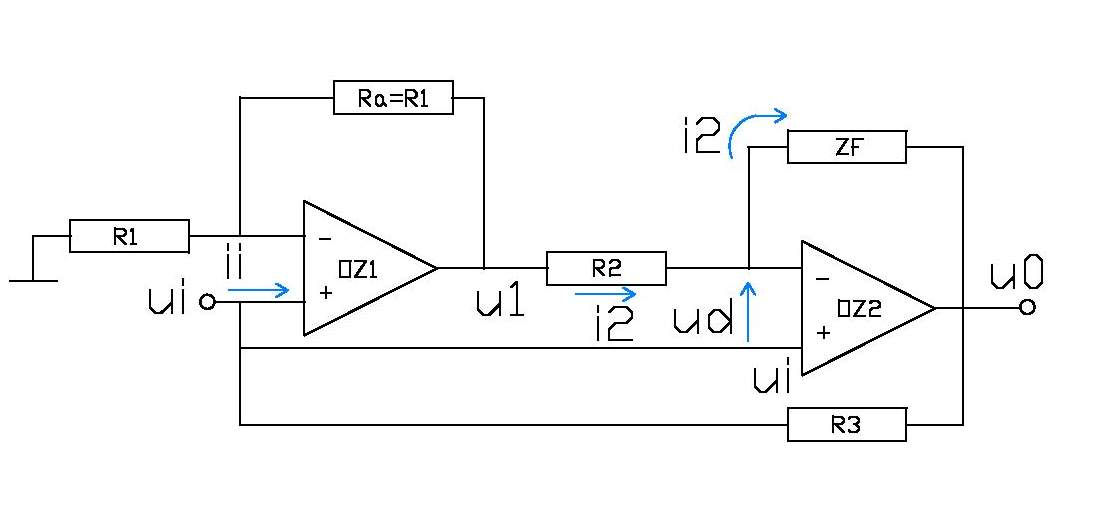 Ra=R1
i2
ZF
R1
ii
-
+
OZ1
ui
u1
R2
i2
ud
-
+
OZ2
u0
ui
R3